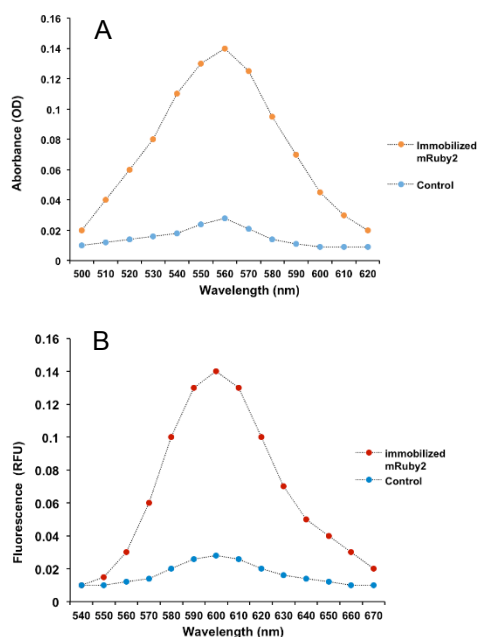 A
0.16
0.14
0.12
0.1
0.08
0.06
0.04
0.02
0
Aborbance (OD)
500 510 520 530 540 550 560 570 580 590 600 610 620
Wavelength (nm)
Immobilized
mRuby2
Control
B
0.16
0.14
0.12
0.1
0.08
0.06
0.04
0.02
0
Fluorescence (RFU)
540 550 560 570 580 590 600 610 620 630 640 650 660 670
Wavelength (nm)
immobilized
mRuby2
Control